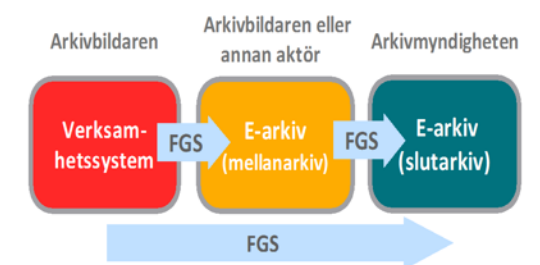 Arkivbildaren
Arkivbildaren eller
annan aktör
Arkivmyndigheten
Verksam-
hetssystem
FGS
E-arkiv
(mellanarkiv)
FGS
E-arkiv
(slutarkiv)
FGS